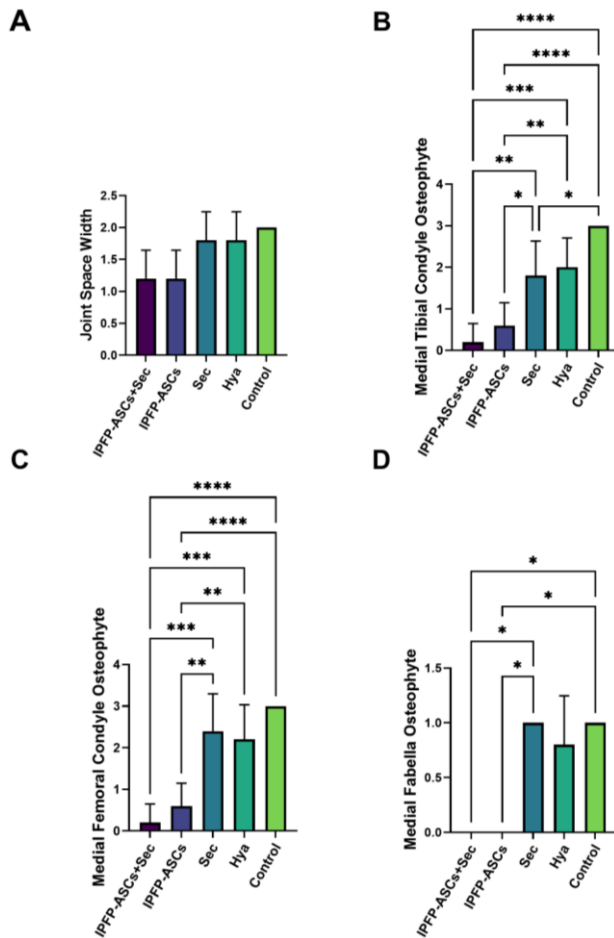 A
Joint Space Width
2.5
2.0
1.5
1.0
0.5
0.0
IPFP-ASCs+Sec
IPFP-ASCs
Sec
Hya
Control
B
****
****
***
**
**
*
*
Medial Tibial Condyle Osteophyte
4
3
2
1
0
IPFP-ASCs+Sec
IPFP-ASCs
Sec
Hya
Control
C
****
****
***
**
***
**
Medial Femoral Condyle Osteophyte
4
3
2
1
0
IPFP-ASCs+Sec
IPFP-ASCs
Sec
Hya
Control
D
*
*
*
*
Medial Fabella Osteophyte
1.5
1.0
0.5
0.0
IPFP-ASCs+Sec
IPFP-ASCs
Sec
Hya
Control